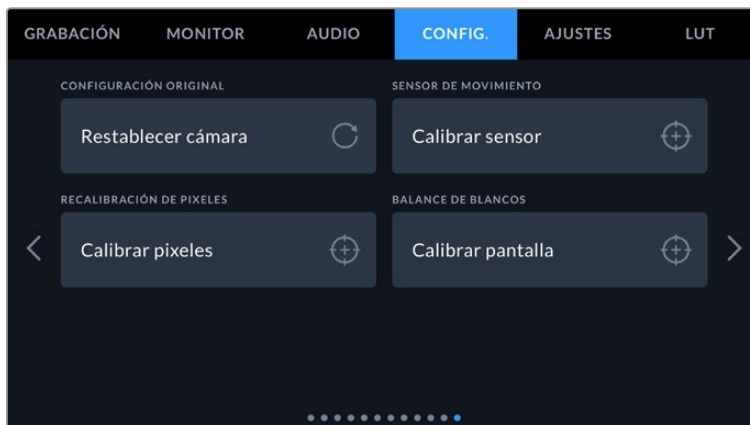 GRABACIÓN MONITOR AUDIO CONFIG. AJUSTES LUT
CONFIGURACIÓN ORIGINAL SENSOR DE MOVIMIENTO
Restablecer cámara Calibrar sensor
RECALIBRACIÓN DE PIXELES BALANCE DE BLANCOS
Calibrar pixeles Calibrar pantalla